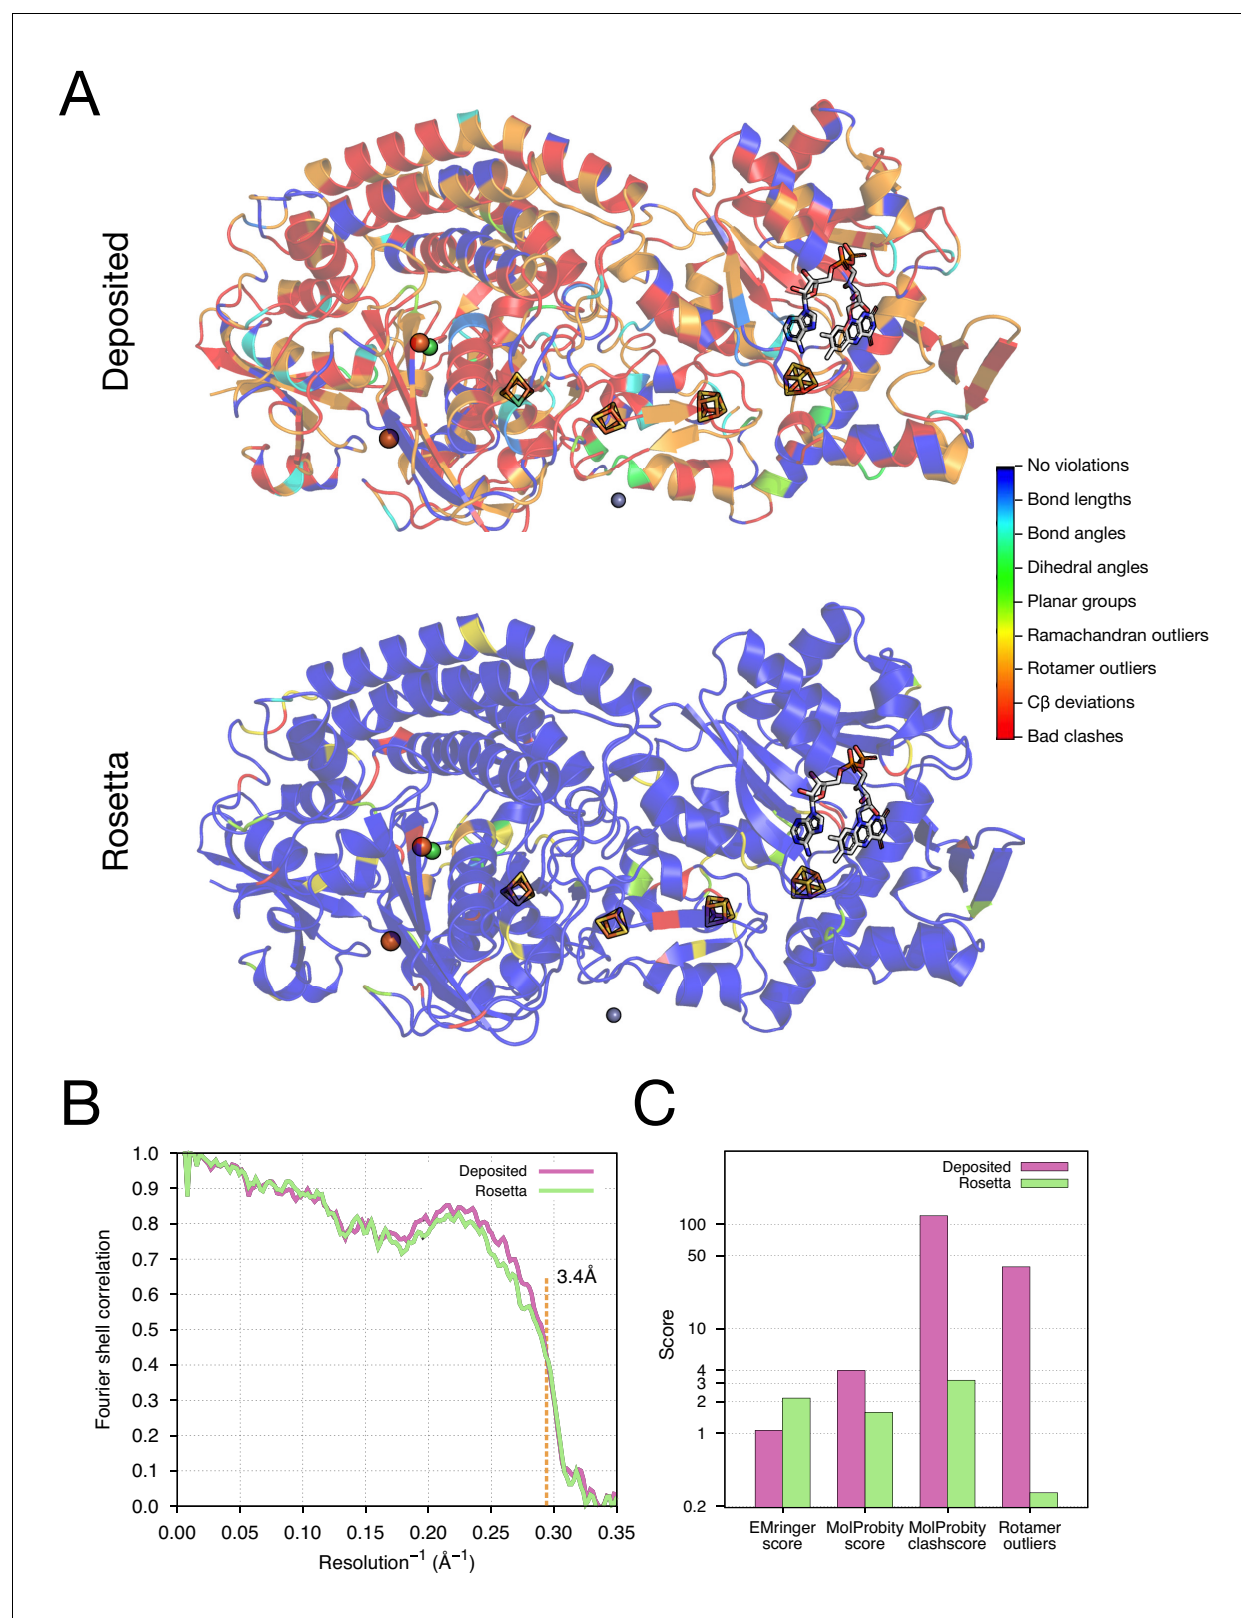 A
Deposited
No violations
Bond lengths
Bond angles
Dihedral angles
Planar groups
Ramachandran outliers
Rotamer outliers
Cβ deviations
Bad clashes
Rosetta
B
1.0
0.9
0.8
0.7
0.6
0.5
0.4
0.3
0.2
0.1
0.0
Fourier shell correlation
Deposited
Rosetta
3.4Å
0.00 0.05 0.10 0.15 0.20 0.25 0.30 0.35
Resolution⁻¹ (Å⁻¹)
C
Deposited
Rosetta
100
50
10
4
3
2
1
0.2
Score
EMringer score
MolProbity score
MolProbity clashscore
Rotamer outliers